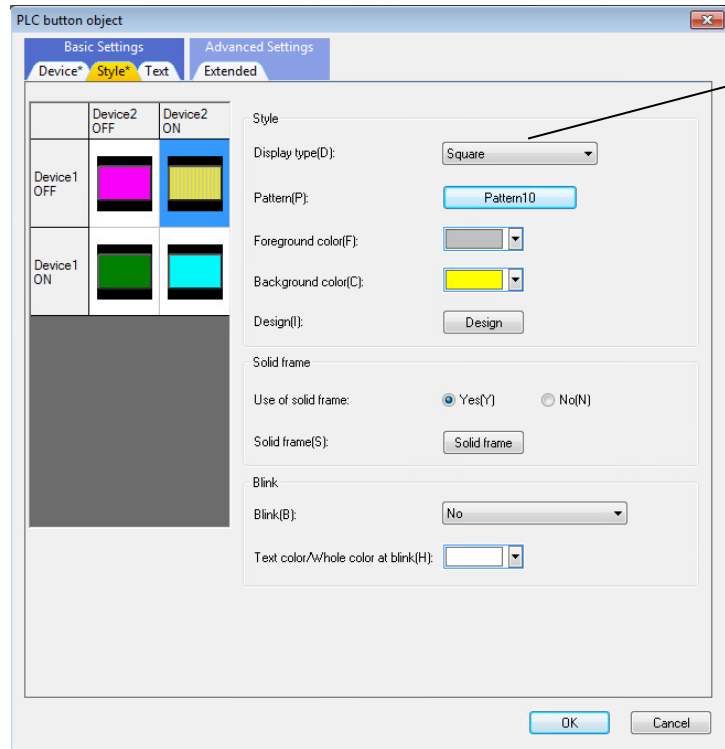 PLC button object
Basic Settings
Advanced Settings
Device* Style* Text Extended
Device2 OFF
Device2 ON
Device1 OFF
Device1 ON
Style
Display type(D): Square
Pattern(P): Pattern10
Foreground color(F):
Background color(C):
Design(I): Design
Solid frame
Use of solid frame: Yes(Y) No(N)
Solid frame(S): Solid frame
Blink
Blink(B): No
Text color/Whole color at blink(H):
OK Cancel